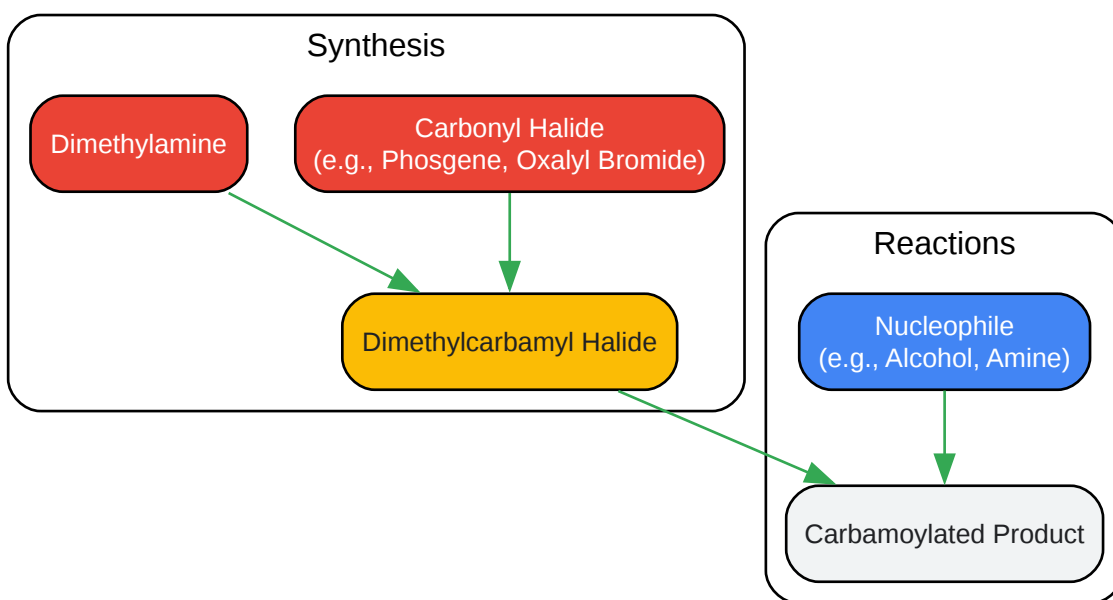 Synthesis
Dimethylamine
Carbonyl Halide
(e.g., Phosgene, Oxalyl Bromide)
Dimethylcarbamyl Halide
Reactions
Nucleophile
(e.g., Alcohol, Amine)
Carbamoylated Product